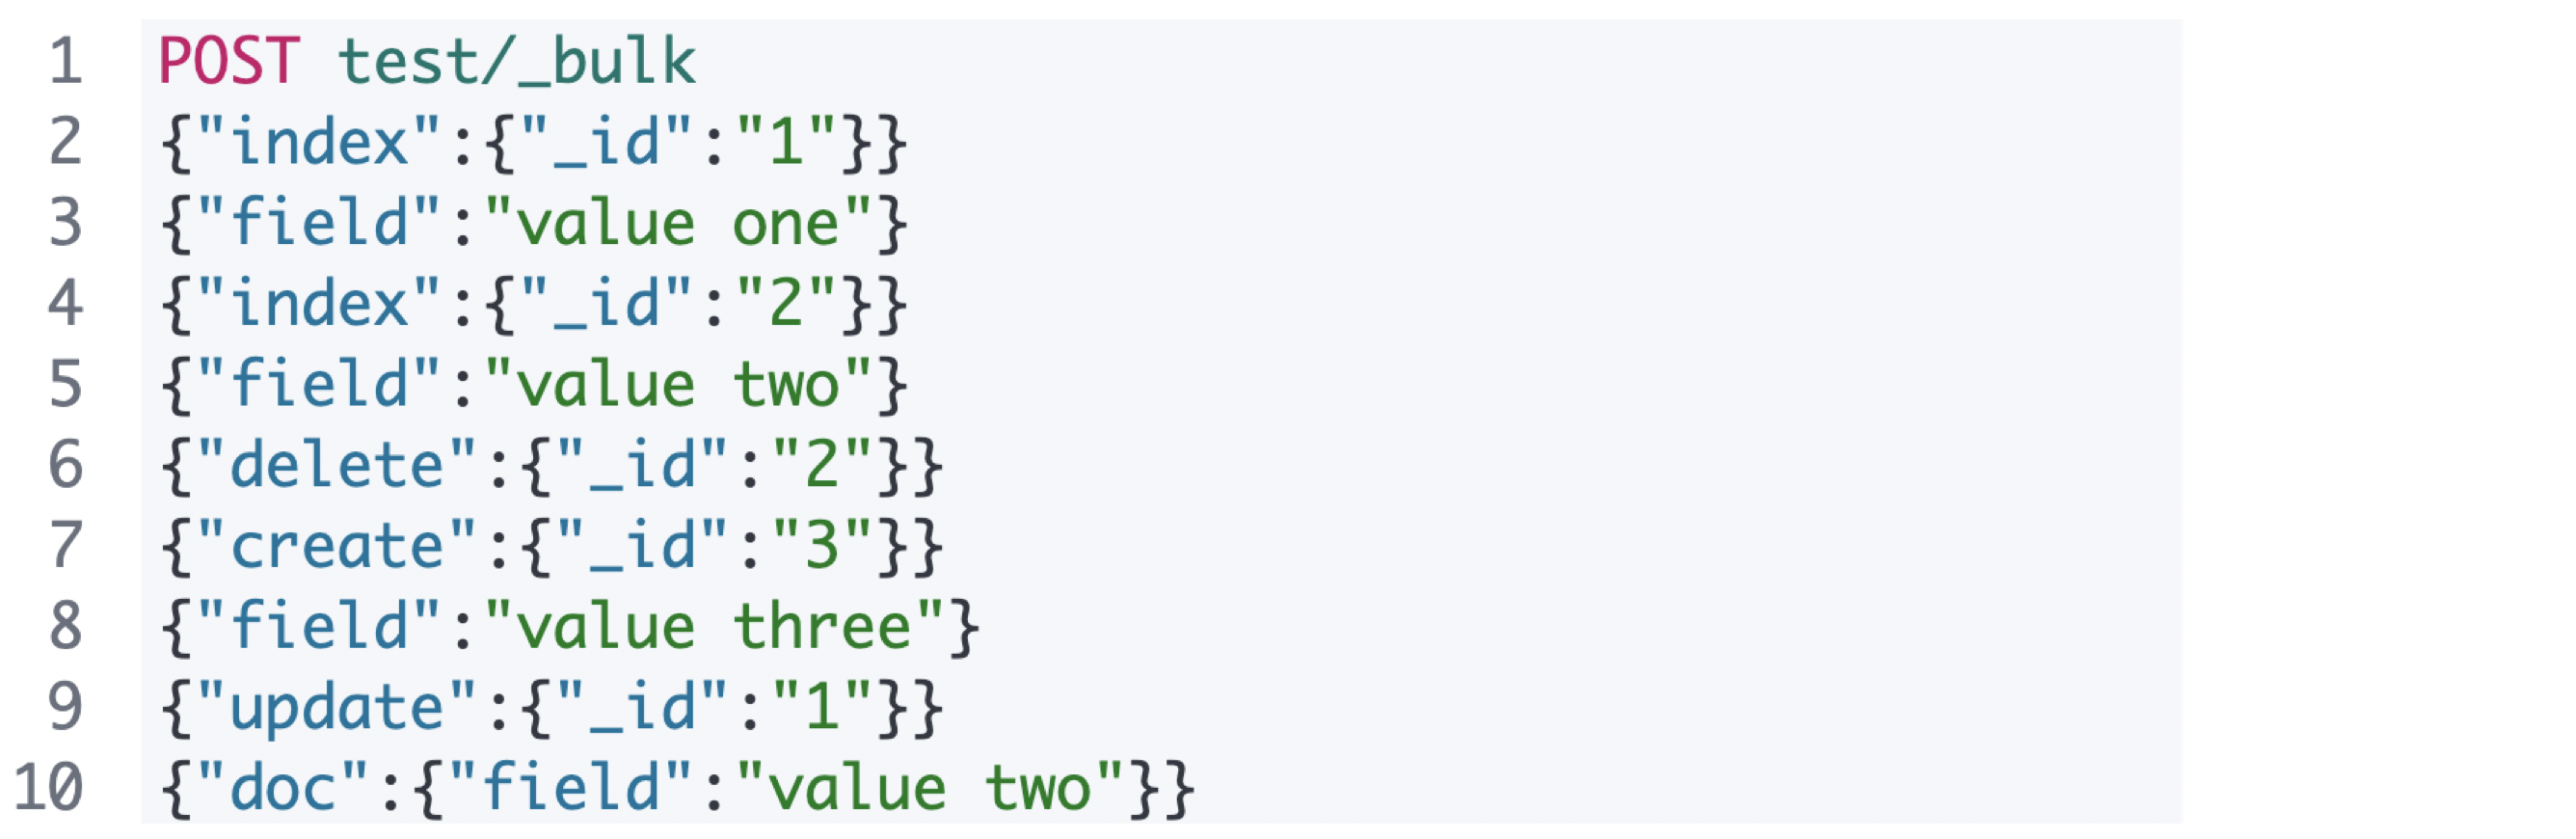 1 POST test/_bulk
2 {"index":{"_id":"1"}}
3 {"field":"value one"}
4 {"index":{"_id":"2"}}
5 {"field":"value two"}
6 {"delete":{"_id":"2"}}
7 {"create":{"_id":"3"}}
8 {"field":"value three"}
9 {"update":{"_id":"1"}}
10 {"doc":{"field":"value two"}}